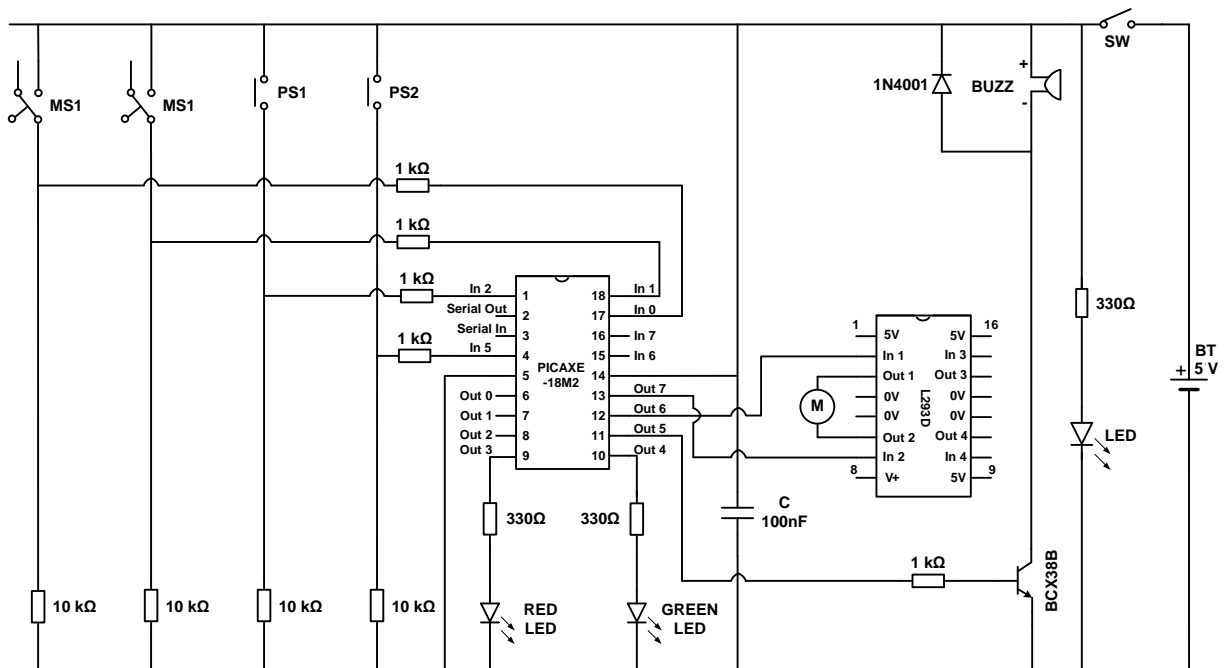 SW
+
1N4001
BUZZ
-
MS1
MS1
PS1
PS2
1 kΩ
1 kΩ
1 kΩ
1 kΩ
In 2
Serial Out
Serial In
In 5
1
2
3
4
5
6
7
8
9
18
17
16
15
14
13
12
11
10
PICAXE
-18M2
In 1
In 0
In 7
In 6
Out 7
Out 6
Out 5
Out 4
Out 0
Out 1
Out 2
Out 3
M
1
8
16
9
5V
In 1
Out 1
0V
0V
Out 2
In 2
V+
5V
In 3
Out 3
0V
0V
Out 4
In 4
5V
L293D
330Ω
BT
+
5 V
LED
330Ω
330Ω
C
100nF
1 kΩ
BCX38B
10 kΩ
10 kΩ
10 kΩ
10 kΩ
RED
LED
GREEN
LED